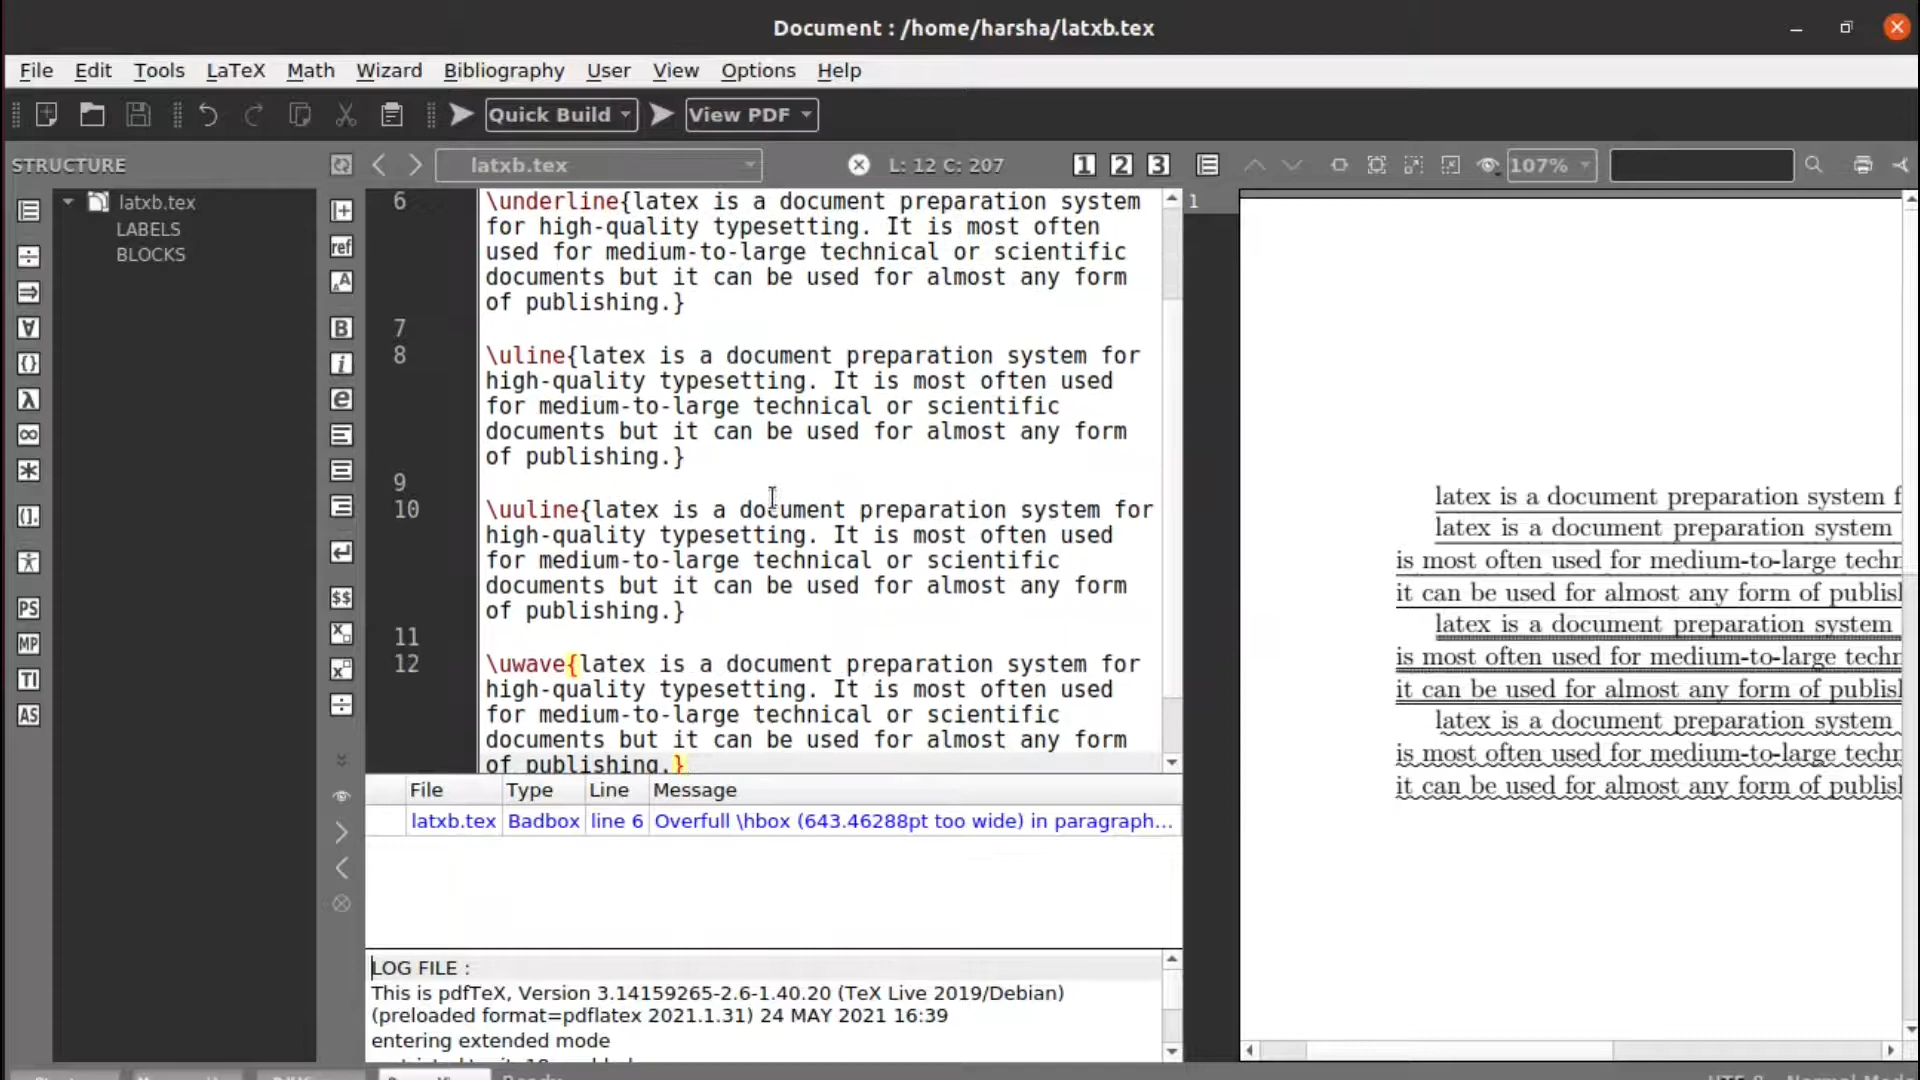 Document : /home/harsha/latxb.tex
File Edit Tools LaTeX Math Wizard Bibliography User View Options Help
Quick Build View PDF
STRUCTURE latxb.tex L: 12 C: 207 1 2 3 107%
latxb.tex
LABELS
BLOCKS
ref
B
i
e
$$
PS
MP
TI
AS
6 \underline{latex is a document preparation system
for high-quality typesetting. It is most often
used for medium-to-large technical or scientific
documents but it can be used for almost any form
of publishing.}
7
8 \uline{latex is a document preparation system for
high-quality typesetting. It is most often used
for medium-to-large technical or scientific
documents but it can be used for almost any form
of publishing.}
9
10 \uuline{latex is a document preparation system for
high-quality typesetting. It is most often used
for medium-to-large technical or scientific
documents but it can be used for almost any form
of publishing.}
11
12 \uwave{latex is a document preparation system for
high-quality typesetting. It is most often used
for medium-to-large technical or scientific
documents but it can be used for almost any form
of publishing.}
File Type Line Message
latxb.tex Badbox line 6 Overfull \hbox (643.46288pt too wide) in paragraph...
LOG FILE :
This is pdfTeX, Version 3.14159265-2.6-1.40.20 (TeX Live 2019/Debian)
(preloaded format=pdflatex 2021.1.31) 24 MAY 2021 16:39
entering extended mode
1
latex is a document preparation system f
latex is a document preparation system
is most often used for medium-to-large techn
it can be used for almost any form of publish
latex is a document preparation system
is most often used for medium-to-large techn
it can be used for almost any form of publish
latex is a document preparation system
is most often used for medium-to-large techn
it can be used for almost any form of publish